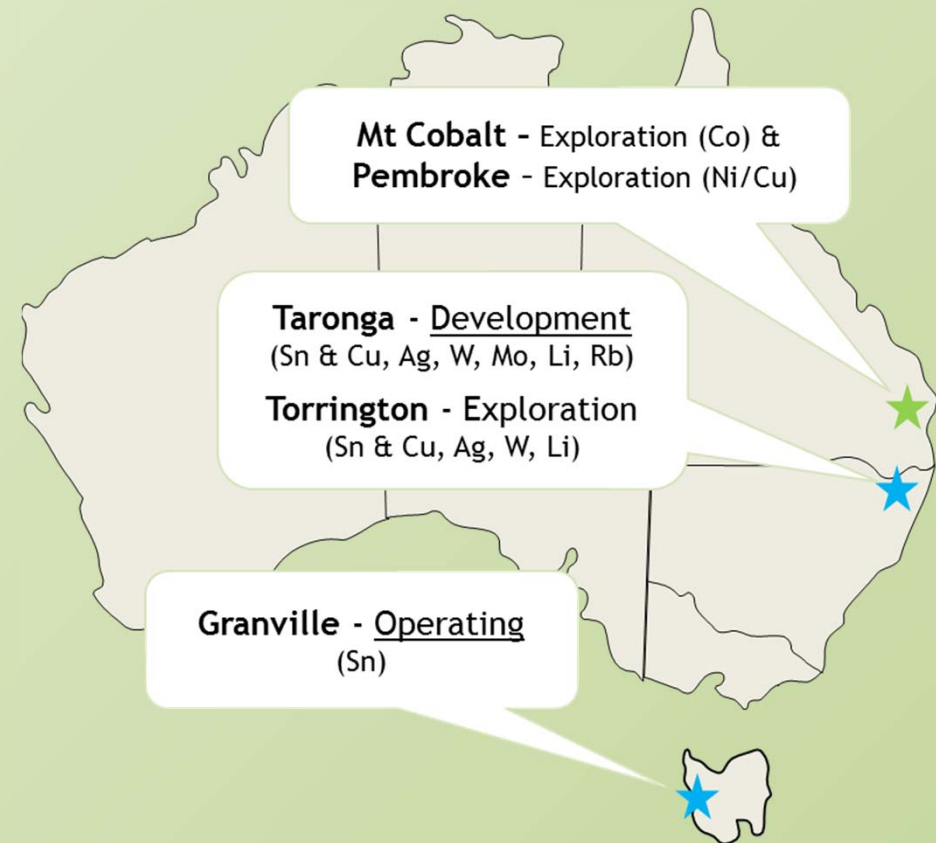 Mt Cobalt – Exploration (Co) &
Pembroke – Exploration (Ni/Cu)
Taronga - Development
(Sn & Cu, Ag, W, Mo, Li, Rb)
Torrington - Exploration
(Sn & Cu, Ag, W, Li)
Granville - Operating
(Sn)